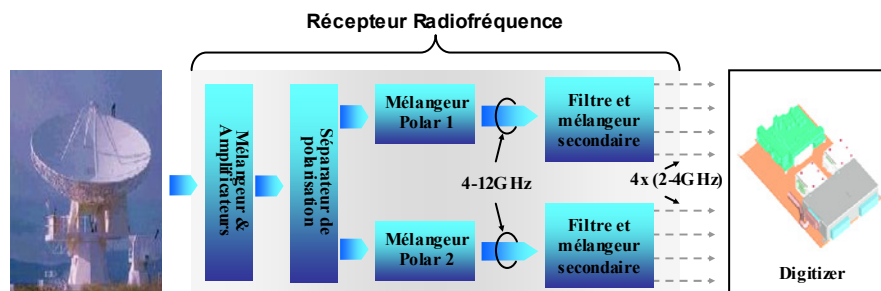 Récepteur Radiofréquence
Mélangeur &
Amplificateurs
Séparateur de
polarisation
Mélangeur
Polar 1
Filtre et
mélangeur
secondaire
4-12GHz
4x (2-4GHz)
Mélangeur
Polar 2
Filtre et
mélangeur
secondaire
Digitizer